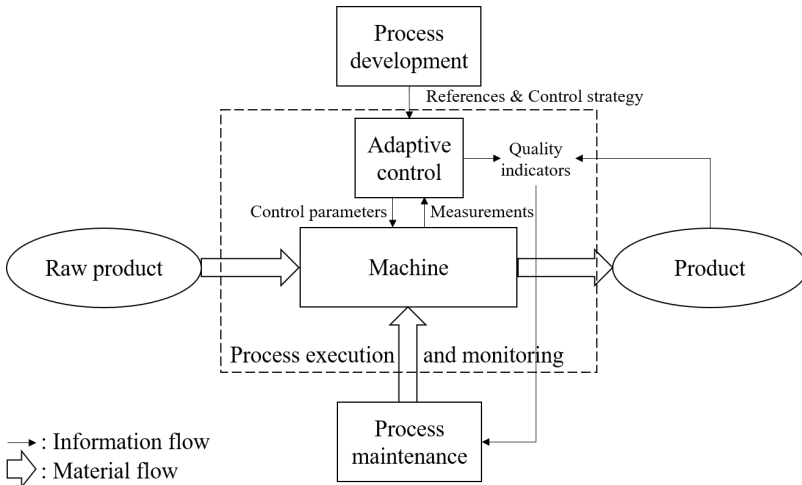 Process
development
References & Control strategy
Adaptive
control
Quality
indicators
Control parameters
Measurements
Raw product
Machine
Product
Process execution and monitoring
Process
maintenance
: Information flow
: Material flow